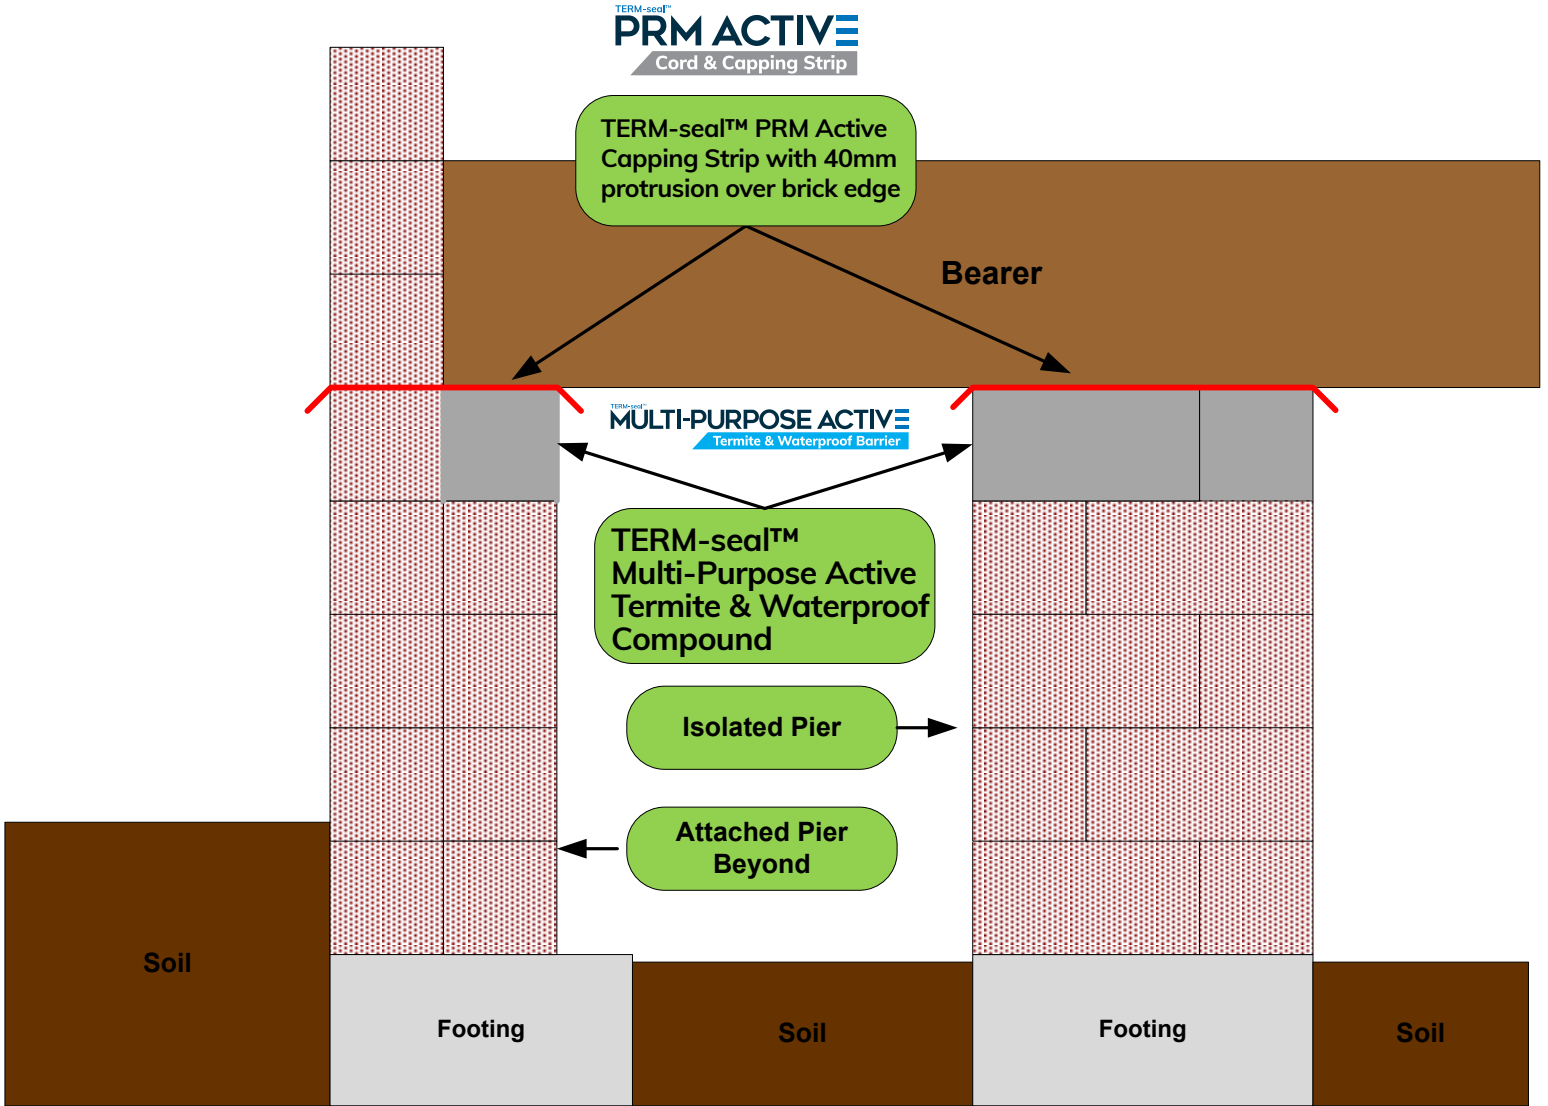 TERM-seal™
PRM ACTIVE
Cord & Capping Strip
TERM-seal™ PRM Active
Capping Strip with 40mm
protrusion over brick edge
Bearer
TERM-seal™
MULTI-PURPOSE ACTIVE
Termite & Waterproof Barrier
TERM-seal™
Multi-Purpose Active
Termite & Waterproof
Compound
Isolated Pier
Attached Pier
Beyond
Soil
Footing
Soil
Footing
Soil